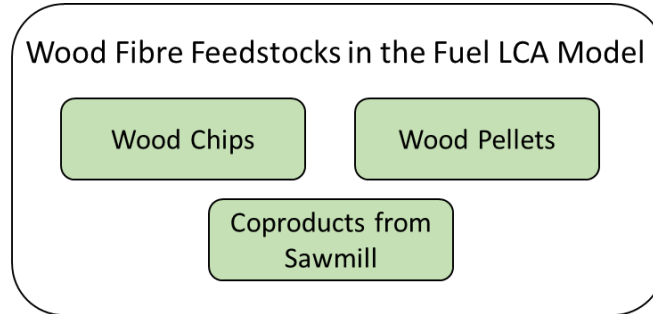 Wood Fibre Feedstocks in the Fuel LCA Model
Wood Chips
Wood Pellets
Coproducts from
Sawmill